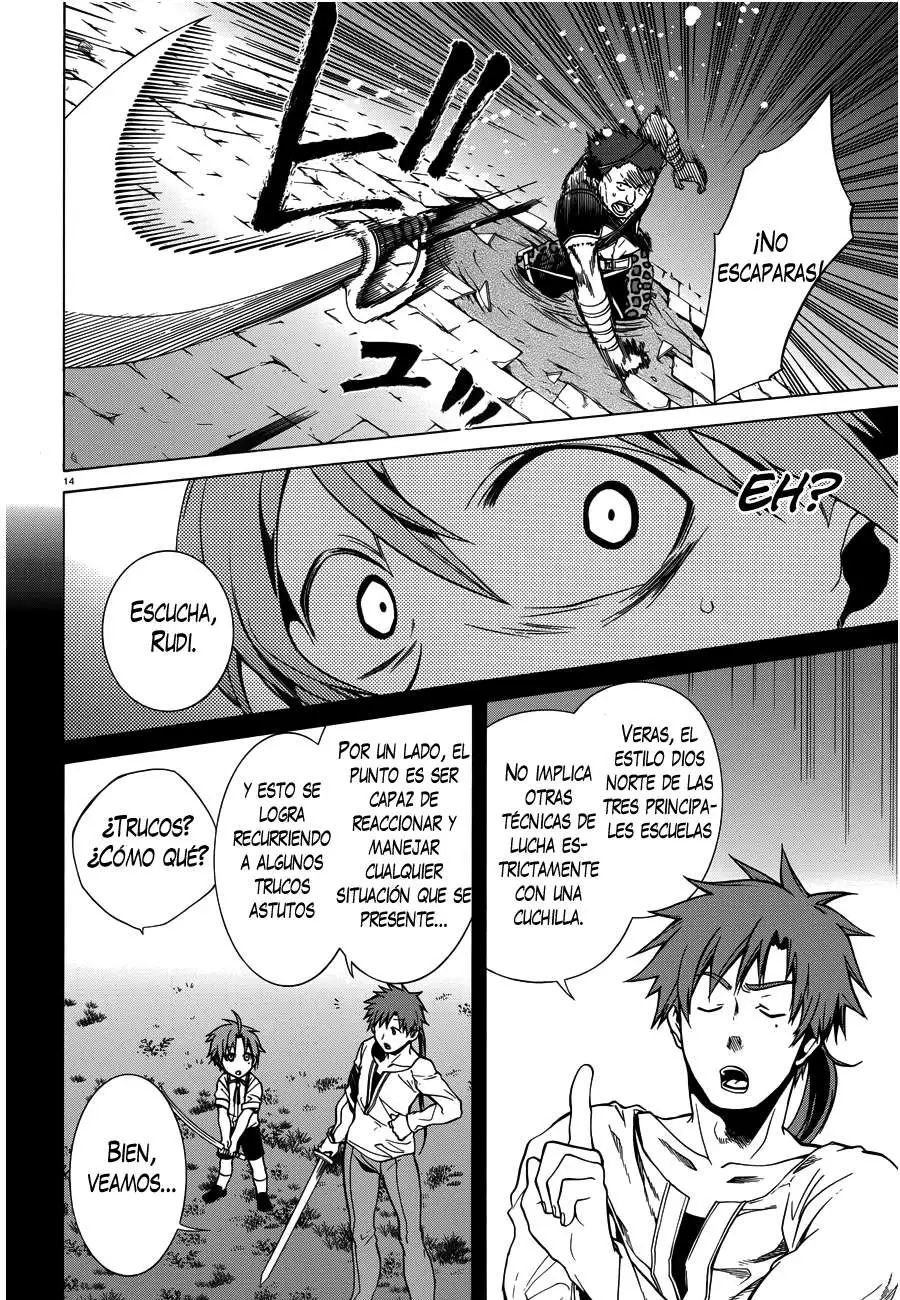 ビュッ
¡NO
ESCAPARAS!
14
EH?
ESCUCHA,
RUDI.
VERAS, EL
ESTILO DIOS
NORTE DE LAS
TRES PRINCIPA-
LES ESCUELAS
NO IMPLICA
OTRAS
TÉCNICAS DE
LUCHA ES-
TRICTAMENTE
CON UNA
CUCHILLA.
POR UN LADO, EL
PUNTO ES SER
CAPAZ DE
REACCIONAR Y
MANEJAR
CUALQUIER
SITUACIÓN QUE SE
PRESENTE...
Y ESTO SE
LOGRA
RECURRIENDO
A ALGUNOS
TRUCOS
ASTUTOS
¿TRUCOS?
¿CÓMO QUÉ?
BIEN,
VEAMOS...